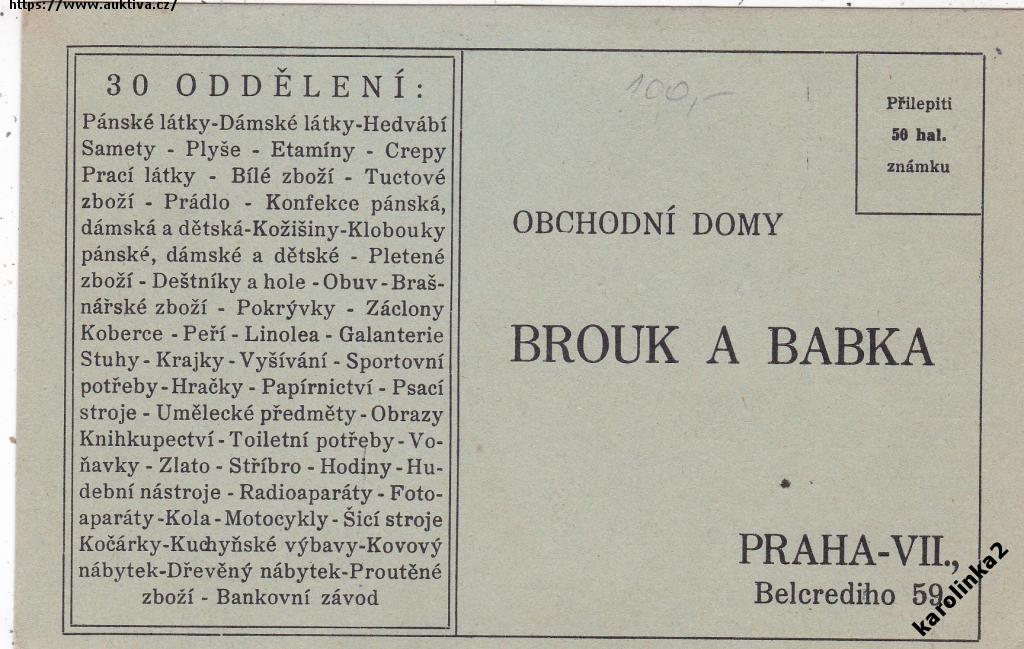 https://www.auktiva.cz/
30 ODDĚLENÍ:
Pánské látky-Dámské látky-Hedvábí
Samety - Plyše - Etamíny - Crepy
Prací látky - Bílé zboží - Tuctové
zboží - Prádlo - Konfekce pánská,
dámská a dětská-Kožišiny-Klobouky
pánské, dámské a dětské - Pletené
zboží - Deštníky a hole - Obuv - Braš-
nářské zboží - Pokrývky - Záclony
Koberce - Peří - Linolea - Galanterie
Stuhy - Krajky - Vyšívání - Sportovní
potřeby - Hračky - Papírnictví - Psací
stroje - Umělecké předměty - Obrazy
Knihkupectví - Toiletní potřeby - Vo-
ňavky - Zlato - Stříbro - Hodiny - Hu-
dební nástroje - Radioaparáty - Foto-
aparáty - Kola - Motocykly - Šicí stroje
Kočárky-Kuchyňské výbavy-Kovový
nábytek-Dřevěný nábytek-Proutěné
zboží - Bankovní závod
100,-
Přilepiti
50 hal.
známku
OBCHODNÍ DOMY
BROUK A BABKA
PRAHA-VII.,
Belcrediho 59.
karolinka2